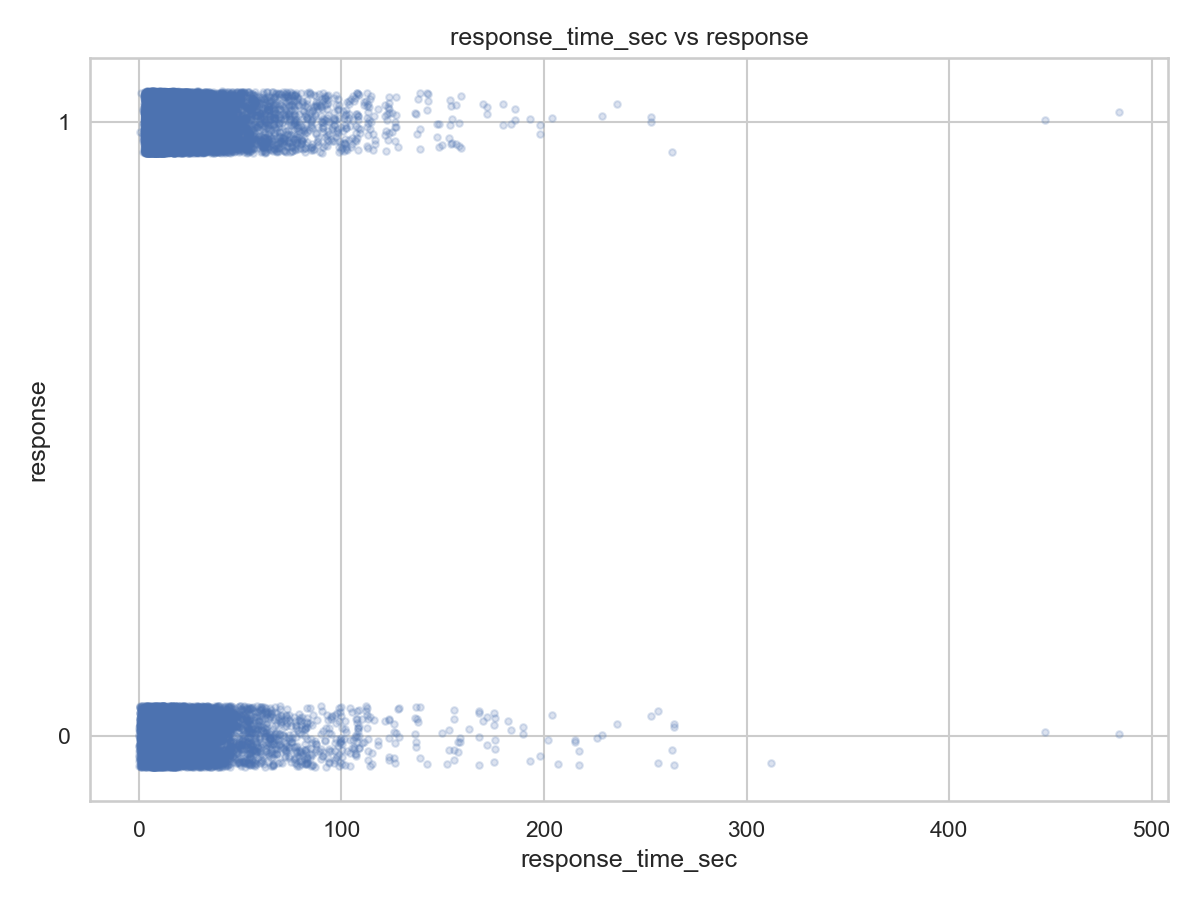 response_time_sec vs response
1
response
0
0 100 200 300 400 500
response_time_sec